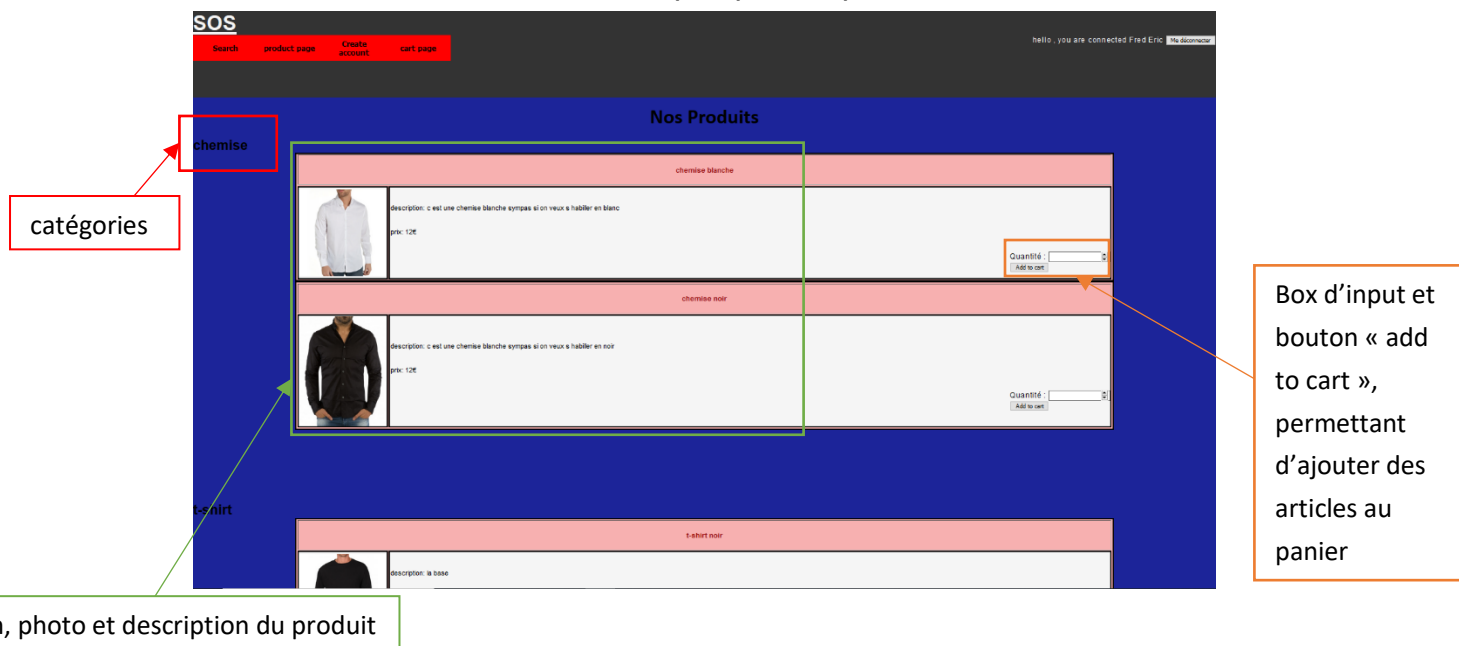 SOS
Search
product page
Create
account
cart page
hello , you are connected Fred Eric
Me déconnecter
Nos Produits
chemise
chemise blanche
description: c est une chemise blanche sympas si on veux s habiller en blanc
prix: 12€
Quantité :
Add to cart
chemise noir
description: c est une chemise blanche sympas si on veux s habiller en noir
prix: 12€
Quantité :
Add to cart
t-shirt
t-shirt noir
description: la base
catégories
Box d’input et
bouton « add
to cart »,
permettant
d’ajouter des
articles au
panier
, photo et description du produit